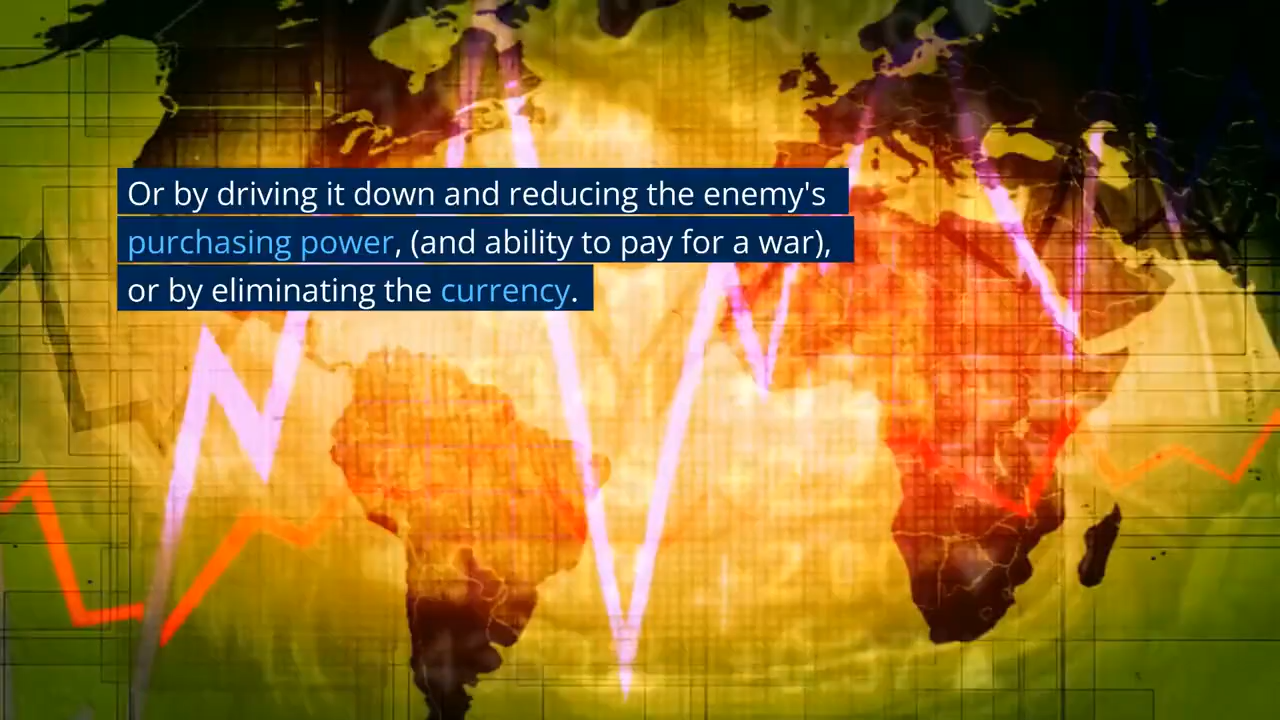 Or by driving it down and reducing the enemy's
purchasing power, (and ability to pay for a war),
or by eliminating the currency.